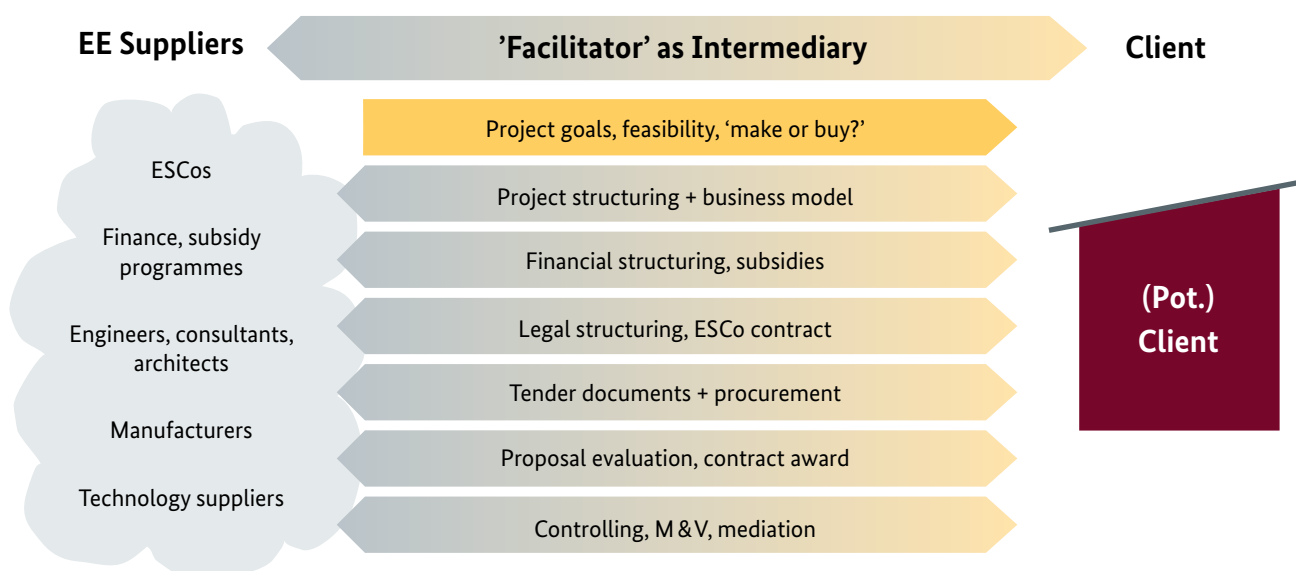 EE Suppliers
’Facilitator’ as Intermediary
Client
Project goals, feasibility, ‘make or buy?’
Project structuring + business model
Financial structuring, subsidies
Legal structuring, ESCo contract
Tender documents + procurement
Proposal evaluation, contract award
Controlling, M & V, mediation
ESCos
Finance, subsidy
programmes
Engineers, consultants,
architects
Manufacturers
Technology suppliers
(Pot.)
Client